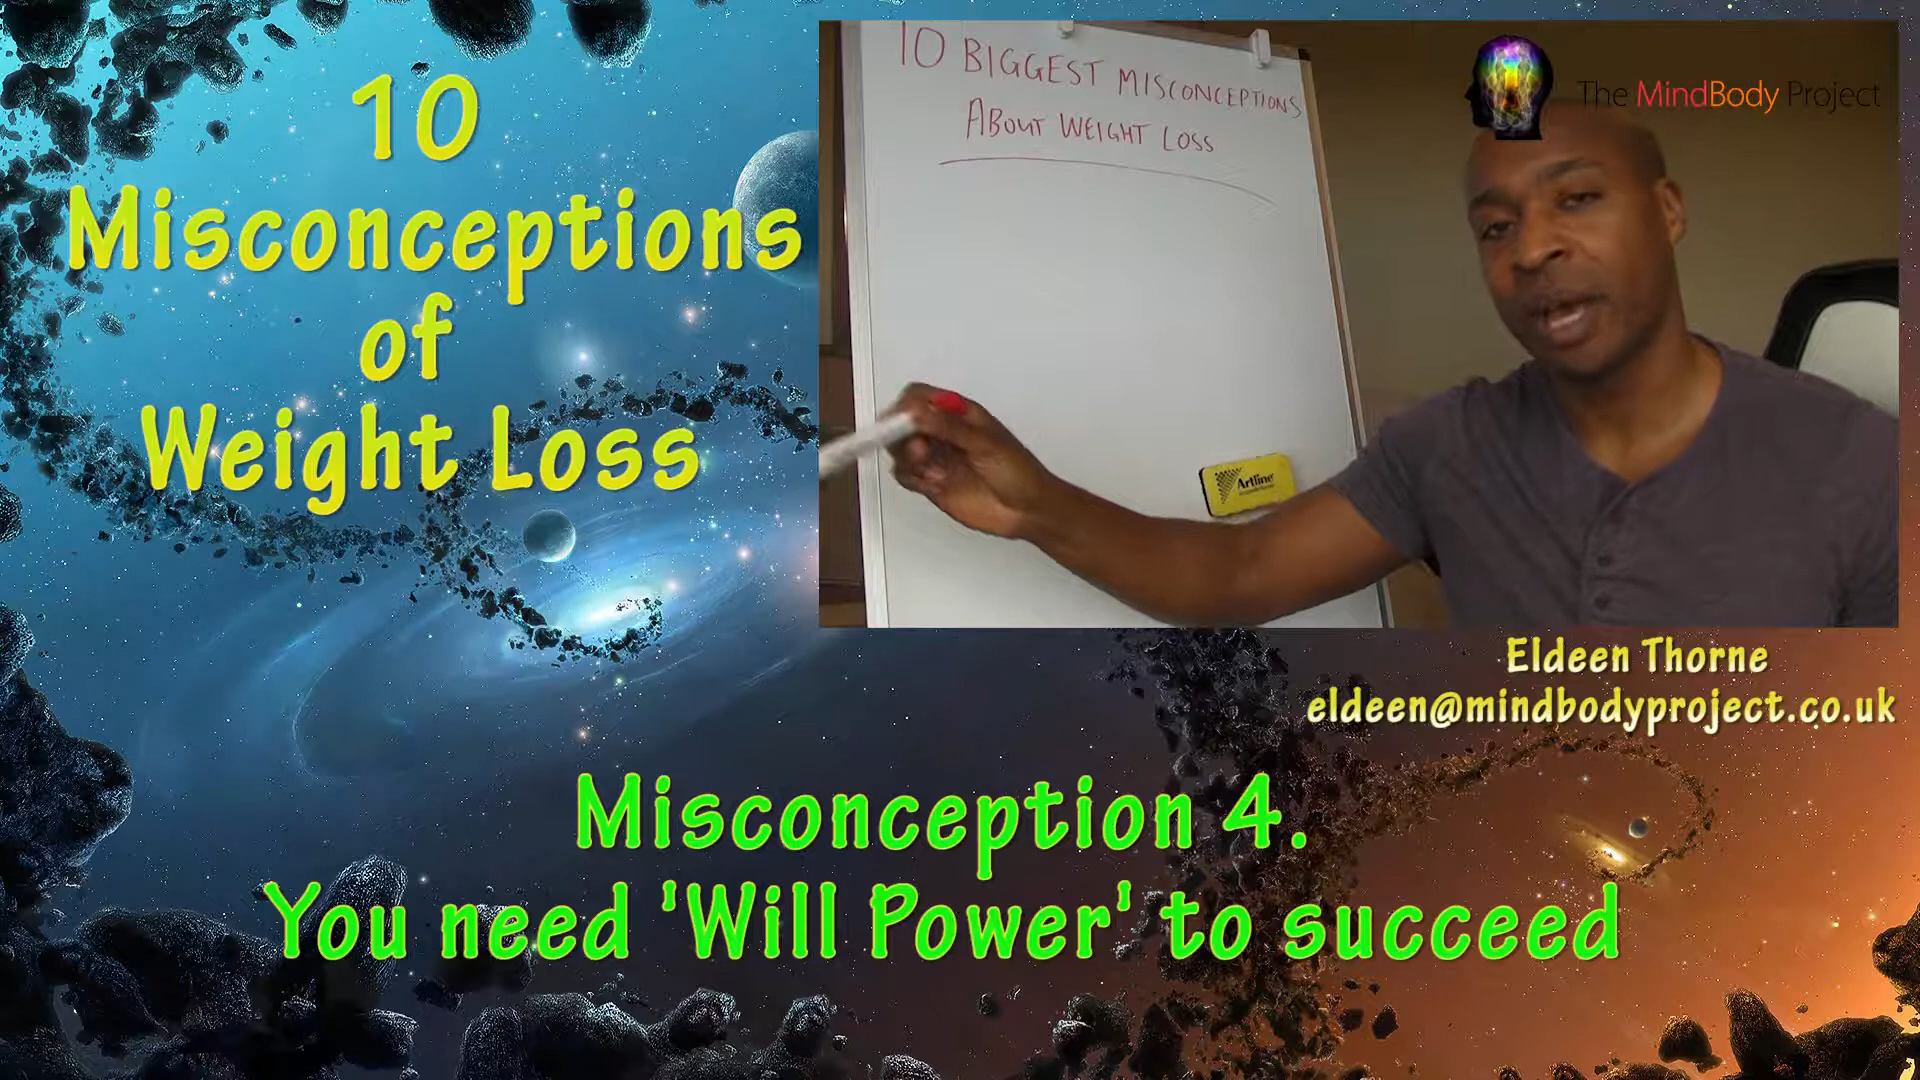 10
Misconceptions
of
Weight Loss
10 BIGGEST MISCONCEPTIONS
ABOUT WEIGHT LOSS
The MindBody Project
Artline
Eldeen Thorne
eldeen@mindbodyproject.co.uk
Misconception 4.
You need 'Will Power' to succeed